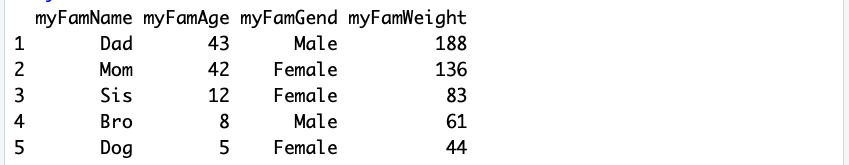 myFamName myFamAge myFamGend myFamWeight
1 Dad 43 Male 188
2 Mom 42 Female 136
3 Sis 12 Female 83
4 Bro 8 Male 61
5 Dog 5 Female 44